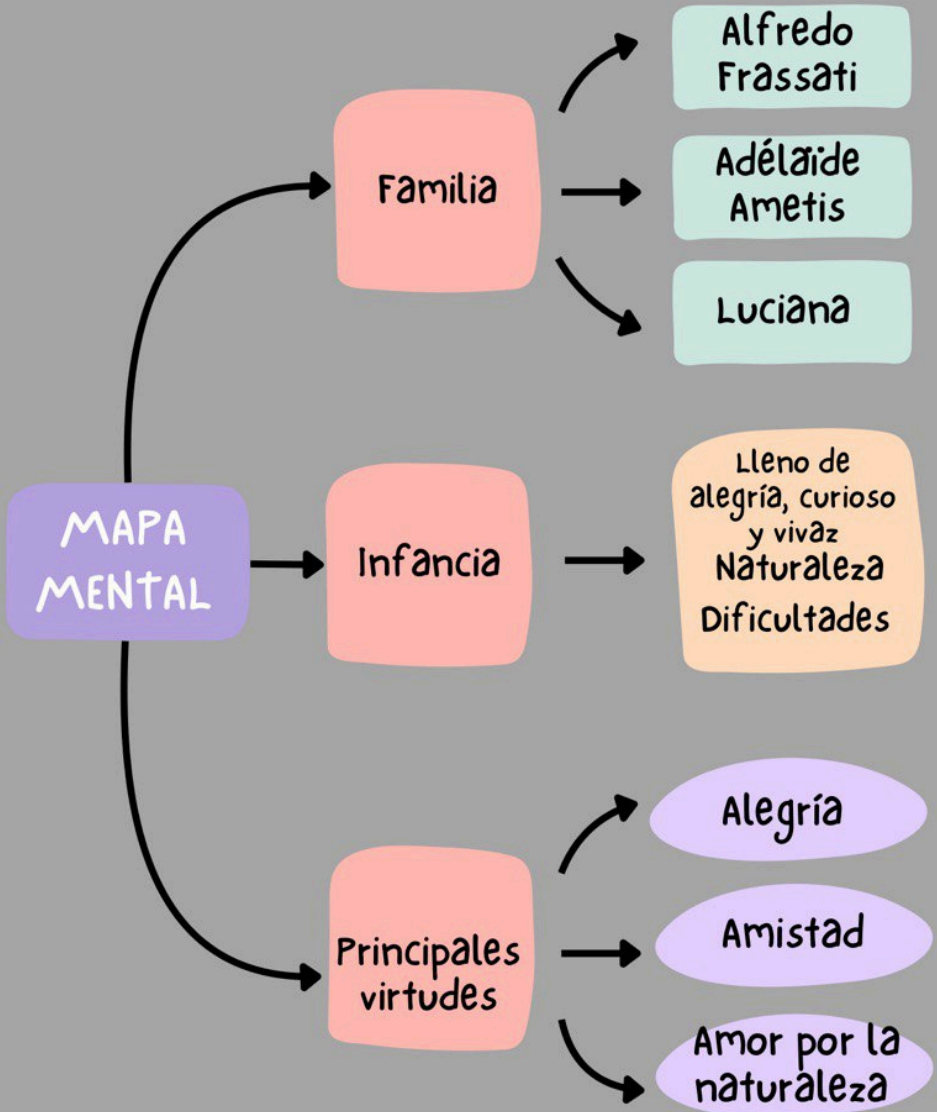 MAPA
MENTAL
Familia
Alfredo
Frassati
Adélaide
Ametis
Luciana
Infancia
Lleno de
alegría, curioso
y vivaz
Naturaleza
Dificultades
Principales
virtudes
Alegría
Amistad
Amor por la
naturaleza